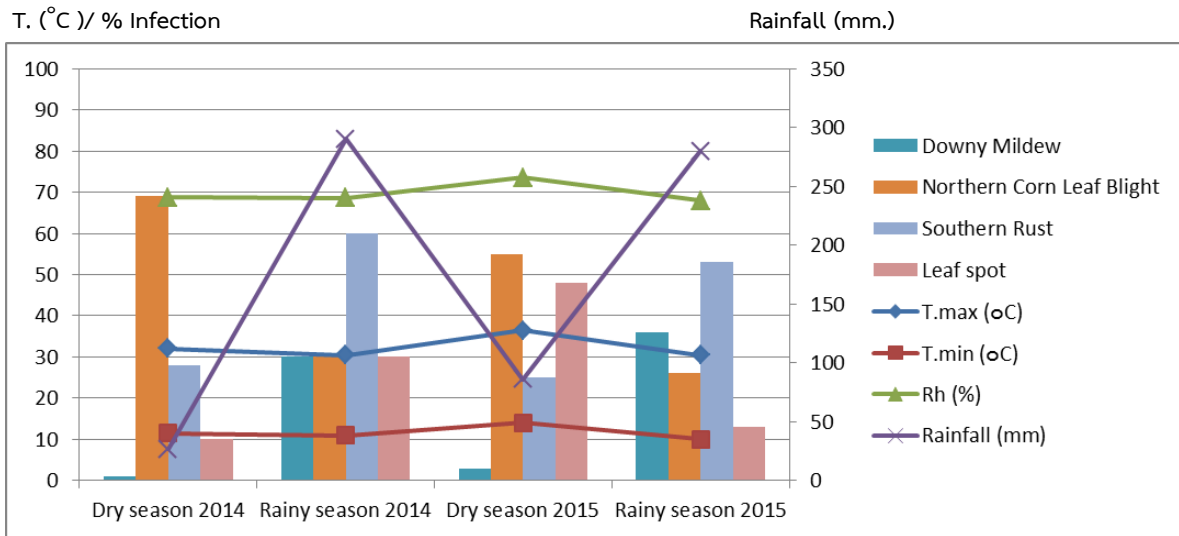 T. (°C )/ % Infection
Rainfall (mm.)
100
90
80
70
60
50
40
30
20
10
0
350
300
250
200
150
100
50
0
Dry season 2014
Rainy season 2014
Dry season 2015
Rainy season 2015
Downy Mildew
Northern Corn Leaf Blight
Southern Rust
Leaf spot
T.max (oC)
T.min (oC)
Rh (%)
Rainfall (mm)